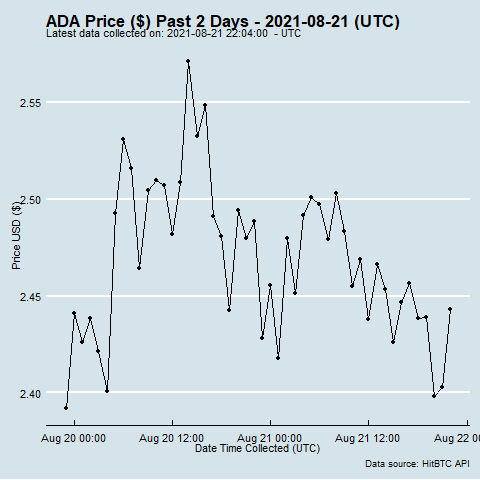 ADA Price ($) Past 2 Days - 2021-08-21 (UTC)
Latest data collected on: 2021-08-21 22:04:00 - UTC
Price USD ($)
2.55
2.50
2.45
2.40
Aug 20 00:00 Aug 20 12:00 Aug 21 00:00 Aug 21 12:00 Aug 22 00
Date Time Collected (UTC)
Data source: HitBTC API